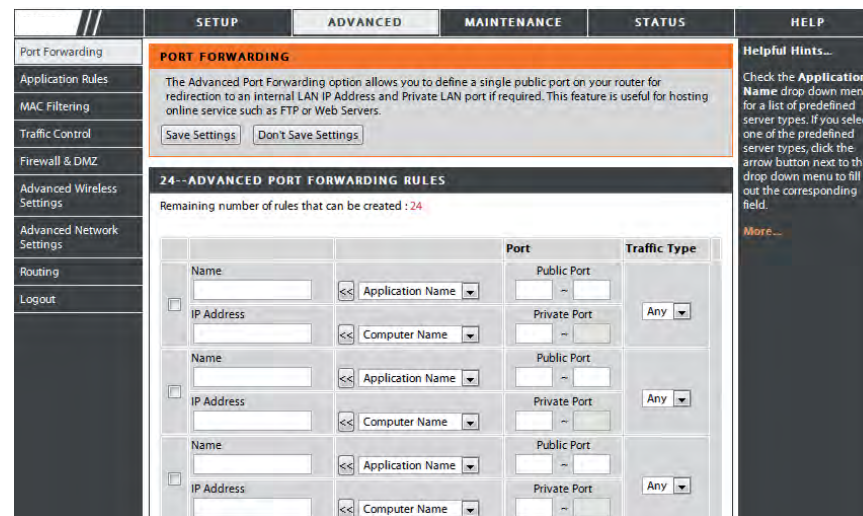 SETUP ADVANCED MAINTENANCE STATUS HELP
Port Forwarding
Application Rules
MAC Filtering
Traffic Control
Firewall & DMZ
Advanced Wireless
Settings
Advanced Network
Settings
Routing
Logout
PORT FORWARDING
The Advanced Port Forwarding option allows you to define a single public port on your router for
redirection to an internal LAN IP Address and Private LAN port if required. This feature is useful for hosting
online service such as FTP or Web Servers.
Save Settings Don't Save Settings
24--ADVANCED PORT FORWARDING RULES
Remaining number of rules that can be created : 24
Port Traffic Type
Name Public Port
<< Application Name ~
Any
IP Address Private Port
<< Computer Name ~
Name Public Port
<< Application Name ~
Any
IP Address Private Port
<< Computer Name ~
Name Public Port
<< Application Name ~
Any
IP Address Private Port
<< Computer Name ~
Helpful Hints...
Check the Application
Name drop down men
for a list of predefined
server types. If you sele
one of the predefined
server types, click the
arrow button next to th
drop down menu to fill
out the corresponding
field.
More...